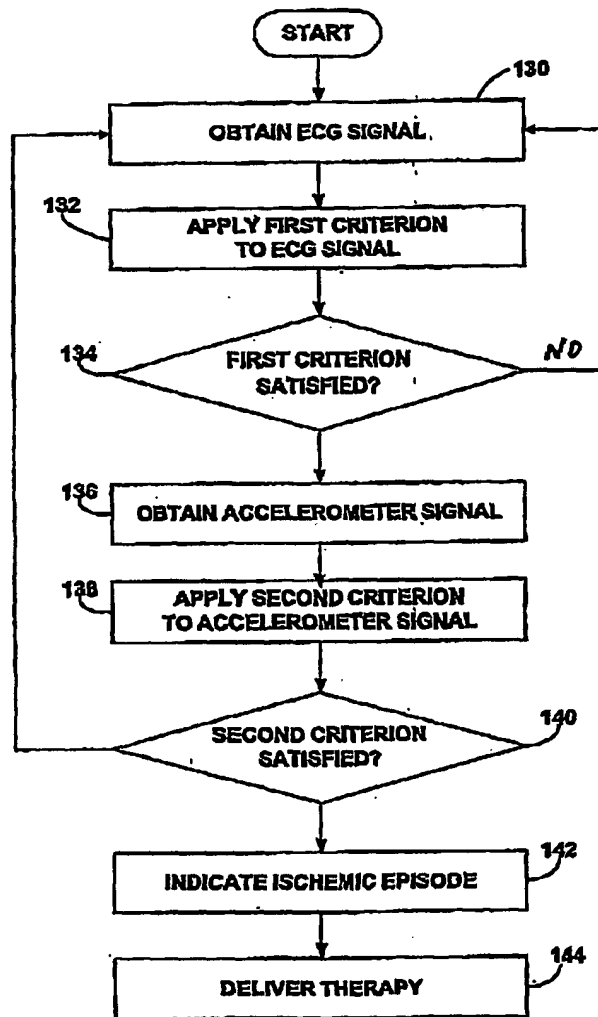 START
130
OBTAIN ECG SIGNAL
132
APPLY FIRST CRITERION
TO ECG SIGNAL
134
FIRST CRITERION
SATISFIED?
NO
136
OBTAIN ACCELEROMETER SIGNAL
138
APPLY SECOND CRITERION
TO ACCELEROMETER SIGNAL
140
SECOND CRITERION
SATISFIED?
142
INDICATE ISCHEMIC EPISODE
144
DELIVER THERAPY